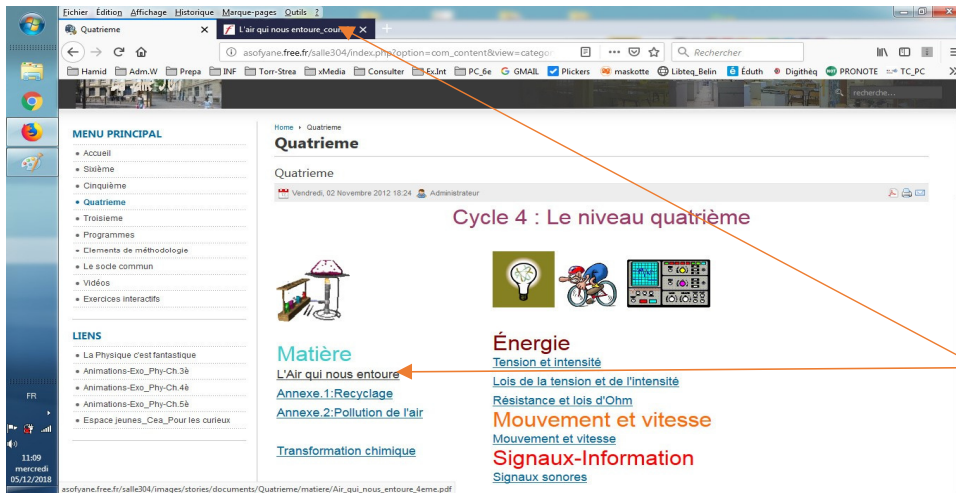 Fichier Édition Affichage Historique Marque-pages Outils ?
Quatrieme
L'air qui nous entoure_cou
asofyane.free.fr/salle304/index.php?option=com_content&view=categor
Rechercher
Hamid Adm.W Prepa INF Torr-Strea xMedia Consulter Ex.Int PC_6e GMAIL Plickers maskotte Libteq_Belin Éduth Digithèq PRONOTE TC_PC
recherche...
MENU PRINCIPAL
Accueil
Sixième
Cinquième
Quatrieme
Troisieme
Programmes
Elements de méthodologie
Le socle commun
Vidéos
Exercices interactifs
LIENS
La Physique c'est fantastique
Animations-Exo_Phy-Ch.3è
Animations-Exo_Phy-Ch.4è
Animations-Exo_Phy-Ch.5è
Espace jeunes_Cea_Pour les curieux
Home Quatrieme
Quatrieme
Quatrieme
Vendredi, 02 Novembre 2012 18:24 Administrateur
Cycle 4 : Le niveau quatrième
Matière
L'Air qui nous entoure
Annexe.1:Recyclage
Annexe.2:Pollution de l'air
Transformation chimique
Énergie
Tension et intensité
Lois de la tension et de l'intensité
Résistance et lois d'Ohm
Mouvement et vitesse
Mouvement et vitesse
Signaux-Information
Signaux sonores
FR
11:09
mercredi
05/12/2018
asofyane.free.fr/salle304/images/stories/documents/Quatrieme/matiere/Air_qui_nous_entoure_4eme.pdf